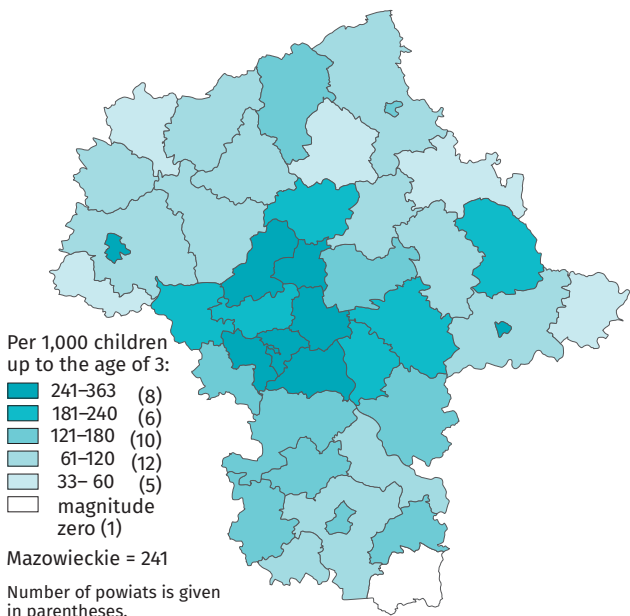 Per 1,000 children
up to the age of 3:
241–363 (8)
181–240 (6)
121–180 (10)
61–120 (12)
33– 60 (5)
magnitude
zero (1)
Mazowieckie = 241
Number of powiats is given
in parentheses.